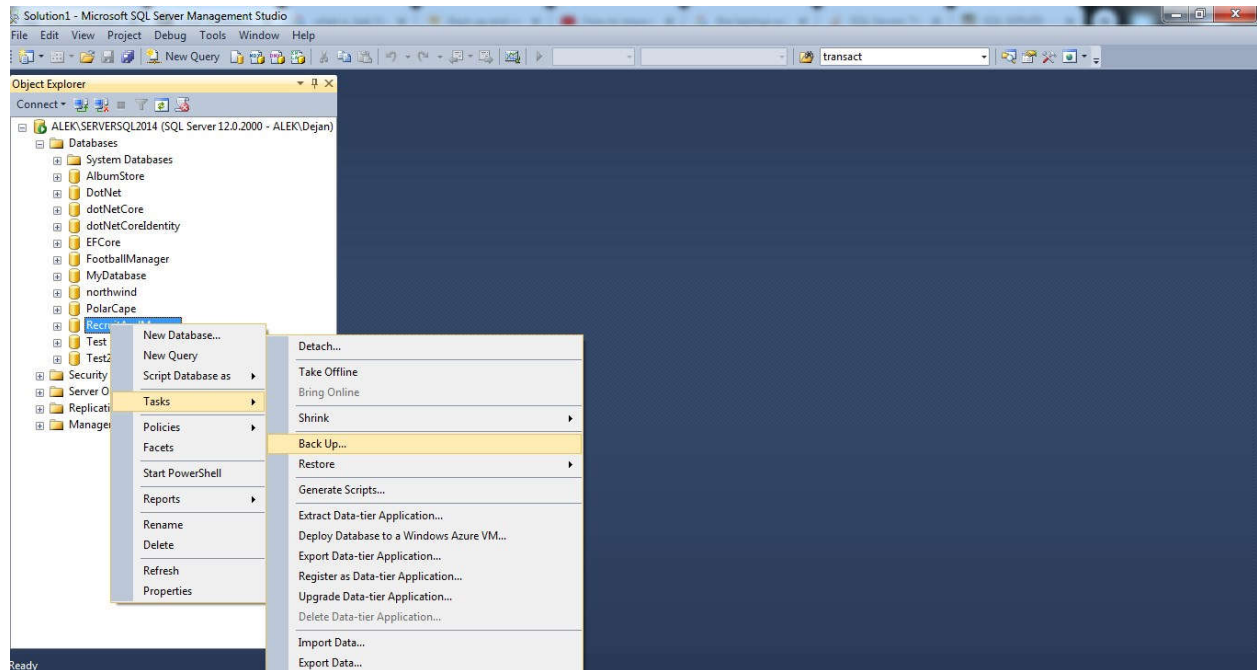 Solution1 - Microsoft SQL Server Management Studio
File Edit View Project Debug Tools Window Help
New Query
transact
Object Explorer
Connect
ALEK\SERVERSQL2014 (SQL Server 12.0.2000 - ALEK\Dejan)
Databases
System Databases
AlbumStore
DotNet
dotNetCore
dotNetCoreIdentity
EFCore
FootballManager
MyDatabase
northwind
PolarCape
Test
Security
Server O
Replicati
Manage
New Database...
New Query
Script Database as
Tasks
Policies
Facets
Start PowerShell
Reports
Rename
Delete
Refresh
Properties
Detach...
Take Offline
Bring Online
Shrink
Back Up...
Restore
Generate Scripts...
Extract Data-tier Application...
Deploy Database to a Windows Azure VM...
Export Data-tier Application...
Register as Data-tier Application...
Upgrade Data-tier Application...
Delete Data-tier Application...
Import Data...
Export Data...
Ready